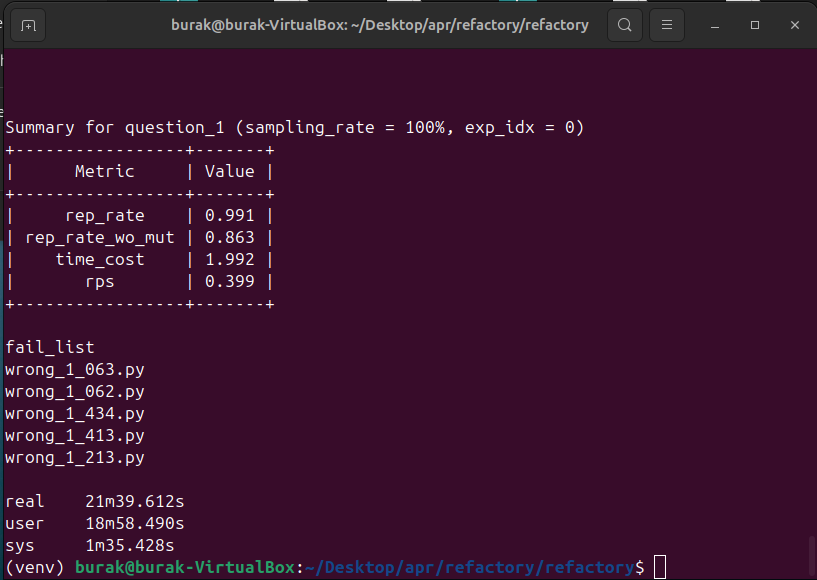 burak@burak-VirtualBox: ~/Desktop/apr/refactory/refactory
Summary for question_1 (sampling_rate = 100%, exp_idx = 0)
+-----------------+-------+
|      Metric     | Value |
+-----------------+-------+
|     rep_rate    | 0.991 |
| rep_rate_wo_mut | 0.863 |
|    time_cost    | 1.992 |
|       rps       | 0.399 |
+-----------------+-------+
fail_list
wrong_1_063.py
wrong_1_062.py
wrong_1_434.py
wrong_1_413.py
wrong_1_213.py
real    21m39.612s
user    18m58.490s
sys     1m35.428s
(venv) burak@burak-VirtualBox:~/Desktop/apr/refactory/refactory$